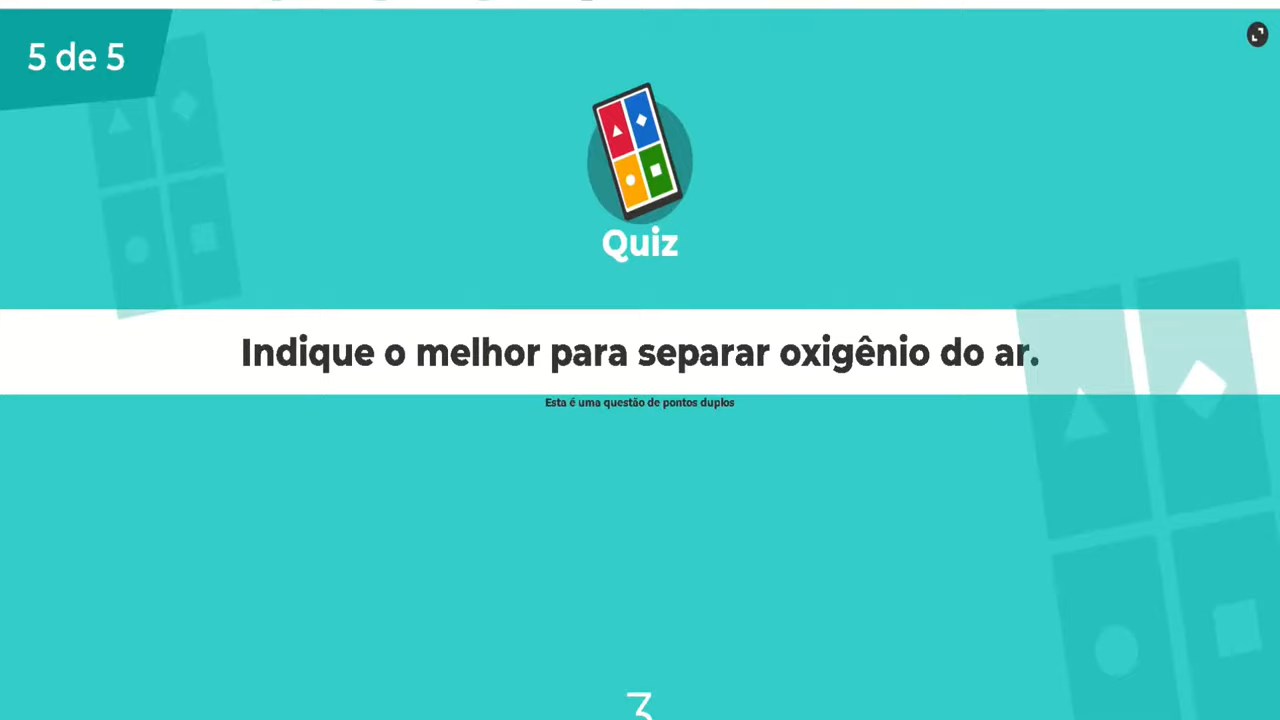 5 de 5
Quiz
Indique o melhor para separar oxigênio do ar.
Esta é uma questão de pontos duplos
3